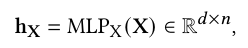 h_X = MLP_X(X) ∈ ℝ^{d×n},